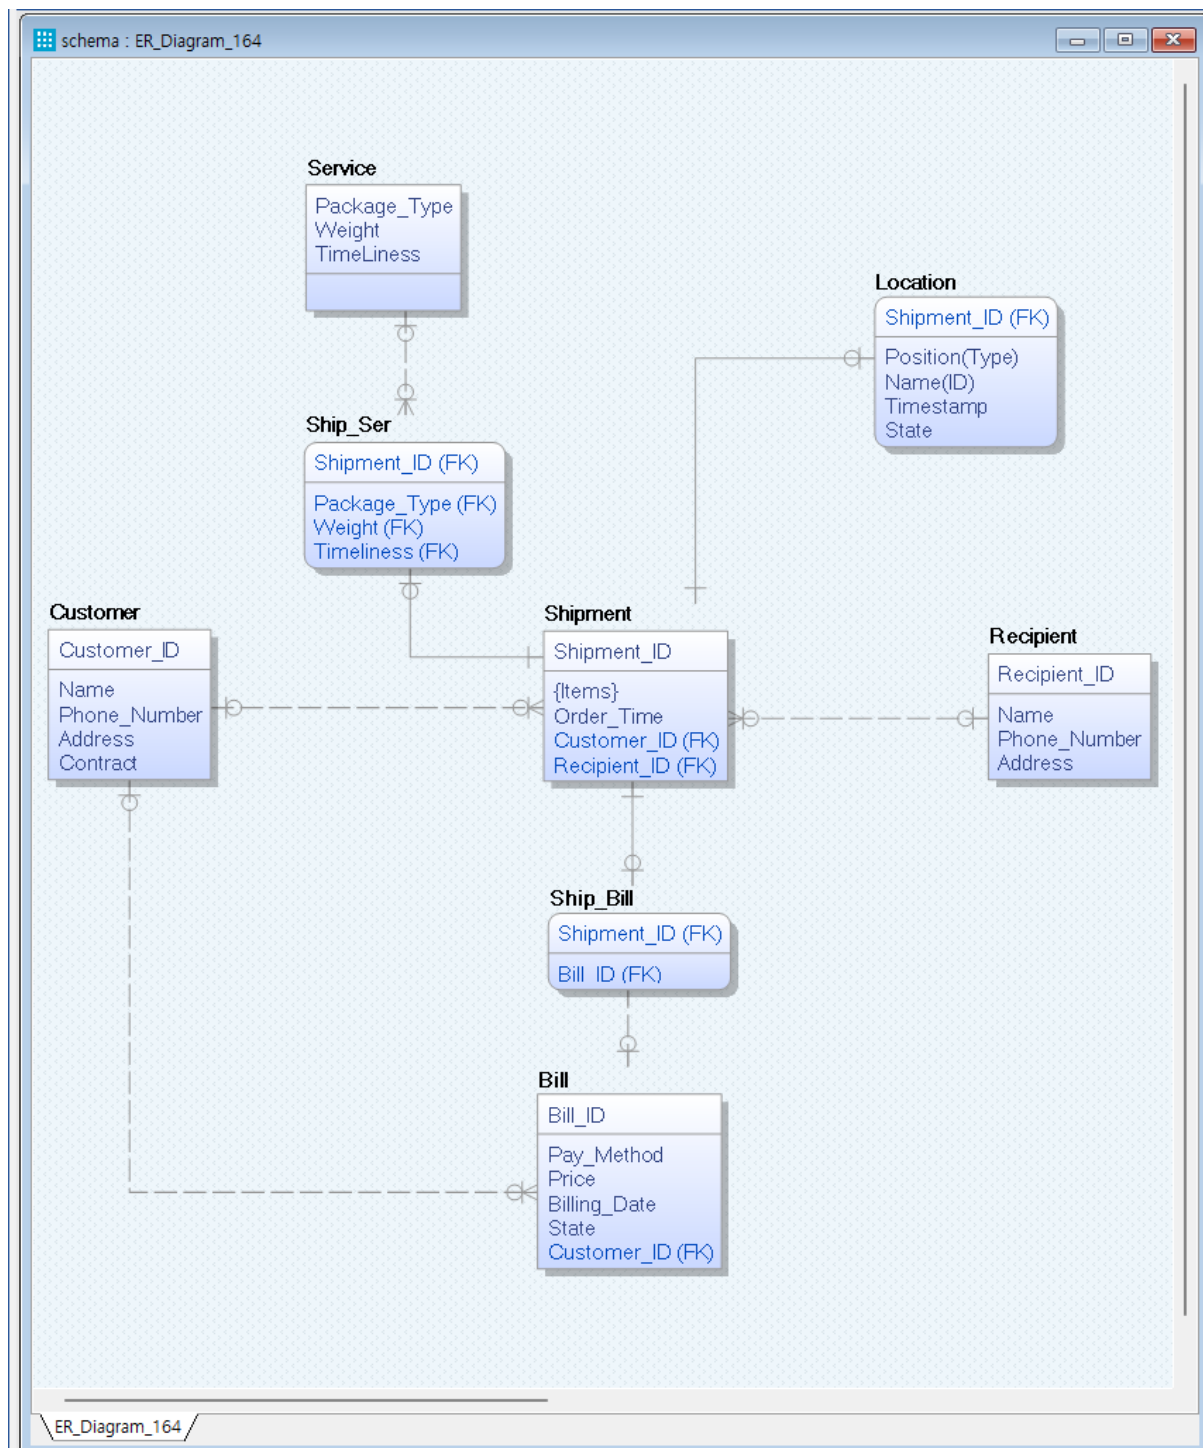 schema : ER_Diagram_164
Service
Package_Type
Weight
TimeLiness
Location
Shipment_ID (FK)
Position(Type)
Name(ID)
Timestamp
State
Ship_Ser
Shipment_ID (FK)
Package_Type (FK)
Weight (FK)
Timeliness (FK)
Customer
Customer_ID
Name
Phone_Number
Address
Contract
Shipment
Shipment_ID
{Items}
Order_Time
Customer_ID (FK)
Recipient_ID (FK)
Recipient
Recipient_ID
Name
Phone_Number
Address
Ship_Bill
Shipment_ID (FK)
Bill_ID (FK)
Bill
Bill_ID
Pay_Method
Price
Billing_Date
State
Customer_ID (FK)
ER_Diagram_164